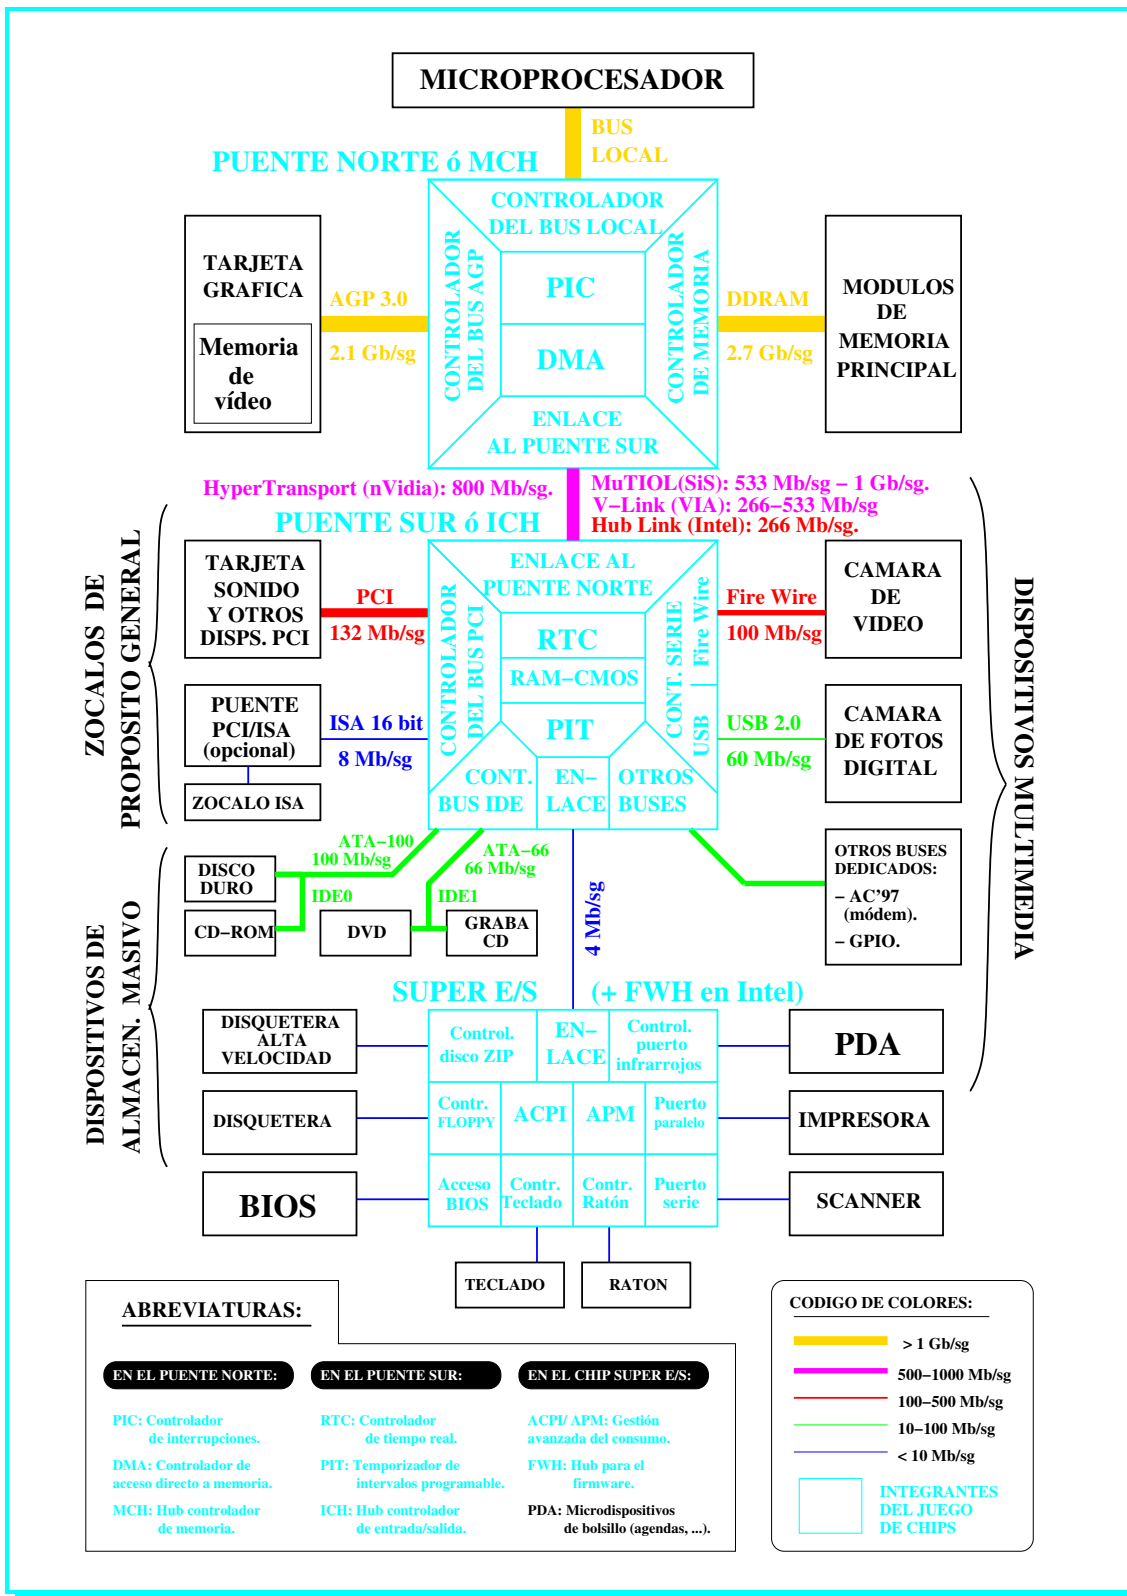 MICROPROCESADOR
BUS
LOCAL
PUENTE NORTE ó MCH
CONTROLADOR
DEL BUS LOCAL
TARJETA
GRAFICA
Memoria
de
vídeo
AGP 3.0
2.1 Gb/sg
CONTROLADOR
DEL BUS AGP
PIC
DMA
CONTROLADOR
DE MEMORIA
DDRAM
2.7 Gb/sg
MODULOS
DE
MEMORIA
PRINCIPAL
ENLACE
AL PUENTE SUR
HyperTransport (nVidia): 800 Mb/sg.
MuTIOL(SiS): 533 Mb/sg − 1 Gb/sg.
V−Link (VIA): 266−533 Mb/sg
Hub Link (Intel): 266 Mb/sg.
PUENTE SUR ó ICH
ZOCALOS DE
PROPOSITO GENERAL
TARJETA
SONIDO
Y OTROS
DISPS. PCI
PCI
132 Mb/sg
ENLACE AL
PUENTE NORTE
CONTROLADOR
DEL BUS PCI
RTC
RAM−CMOS
PIT
CONT. SERIE
Fire Wire
USB
Fire Wire
100 Mb/sg
CAMARA
DE
VIDEO
DISPOSITIVOS MULTIMEDIA
PUENTE
PCI/ISA
(opcional)
ISA 16 bit
8 Mb/sg
ZOCALO ISA
USB 2.0
60 Mb/sg
CAMARA
DE FOTOS
DIGITAL
CONT.
BUS IDE
EN−
LACE
OTROS
BUSES
DISPOSITIVOS DE
ALMACEN. MASIVO
ATA−100
100 Mb/sg
ATA−66
66 Mb/sg
DISCO
DURO
IDE0
IDE1
CD−ROM
DVD
GRABA
CD
4 Mb/sg
OTROS BUSES
DEDICADOS:
− AC’97
(módem).
− GPIO.
SUPER E/S
(+ FWH en Intel)
DISQUETERA
ALTA
VELOCIDAD
Control.
disco ZIP
EN−
LACE
Control.
puerto
infrarrojos
PDA
DISQUETERA
Contr.
FLOPPY
ACPI
APM
Puerto
paralelo
IMPRESORA
BIOS
Acceso
BIOS
Contr.
Teclado
Contr.
Ratón
Puerto
serie
SCANNER
TECLADO
RATON
ABREVIATURAS:
EN EL PUENTE NORTE:
PIC: Controlador
de interrupciones.
DMA: Controlador de
acceso directo a memoria.
MCH: Hub controlador
de memoria.
EN EL PUENTE SUR:
RTC: Controlador
de tiempo real.
PIT: Temporizador de
intervalos programable.
ICH: Hub controlador
de entrada/salida.
EN EL CHIP SUPER E/S:
ACPI/ APM: Gestión
avanzada del consumo.
FWH: Hub para el
firmware.
PDA: Microdispositivos
de bolsillo (agendas, ...).
CODIGO DE COLORES:
> 1 Gb/sg
500−1000 Mb/sg
100−500 Mb/sg
10−100 Mb/sg
< 10 Mb/sg
INTEGRANTES
DEL JUEGO
DE CHIPS